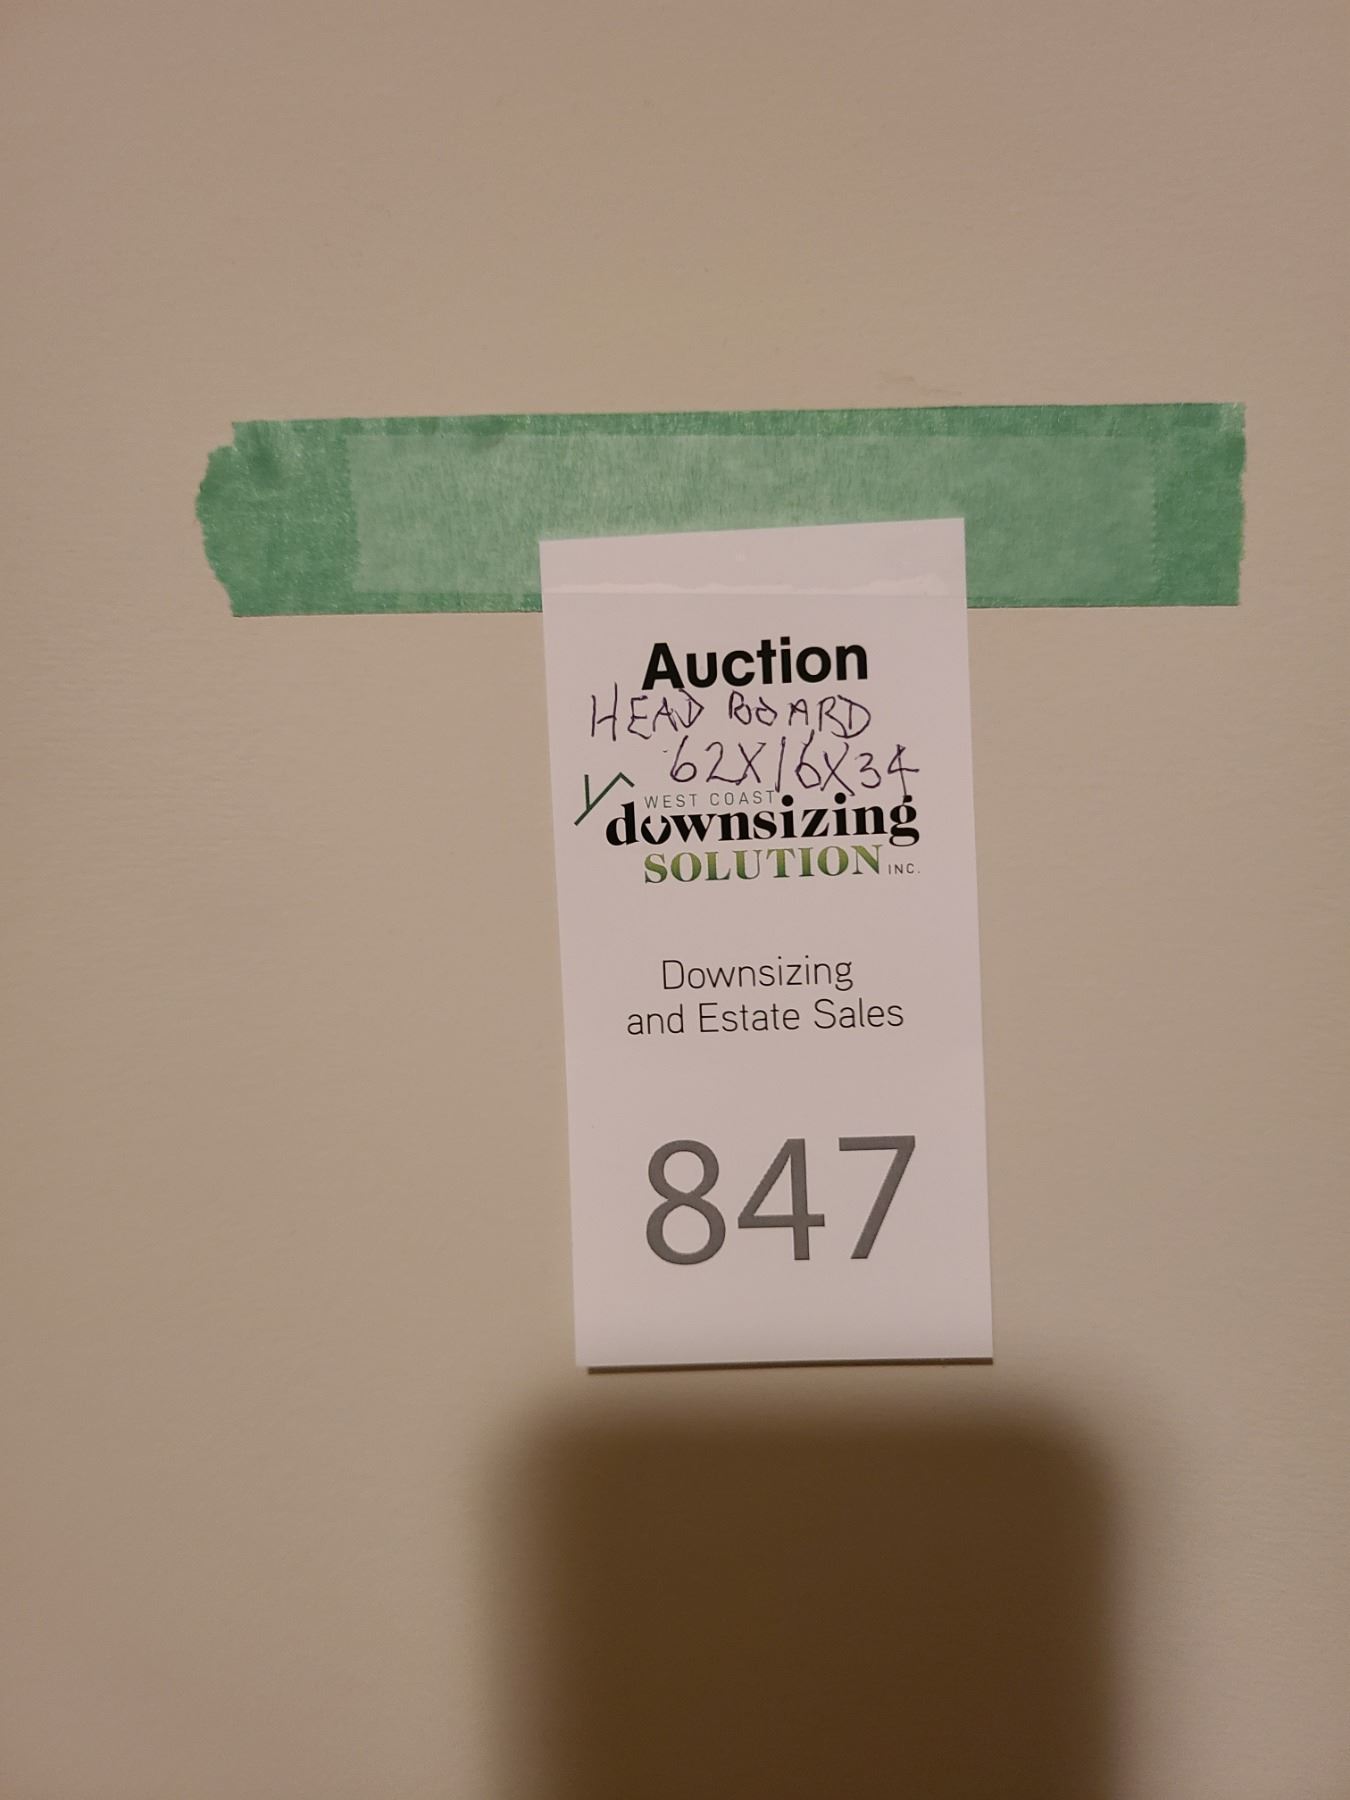 Auction
HEAD BOARD
62X16X34
WEST COAST
downsizing
SOLUTION INC.
Downsizing
and Estate Sales
847